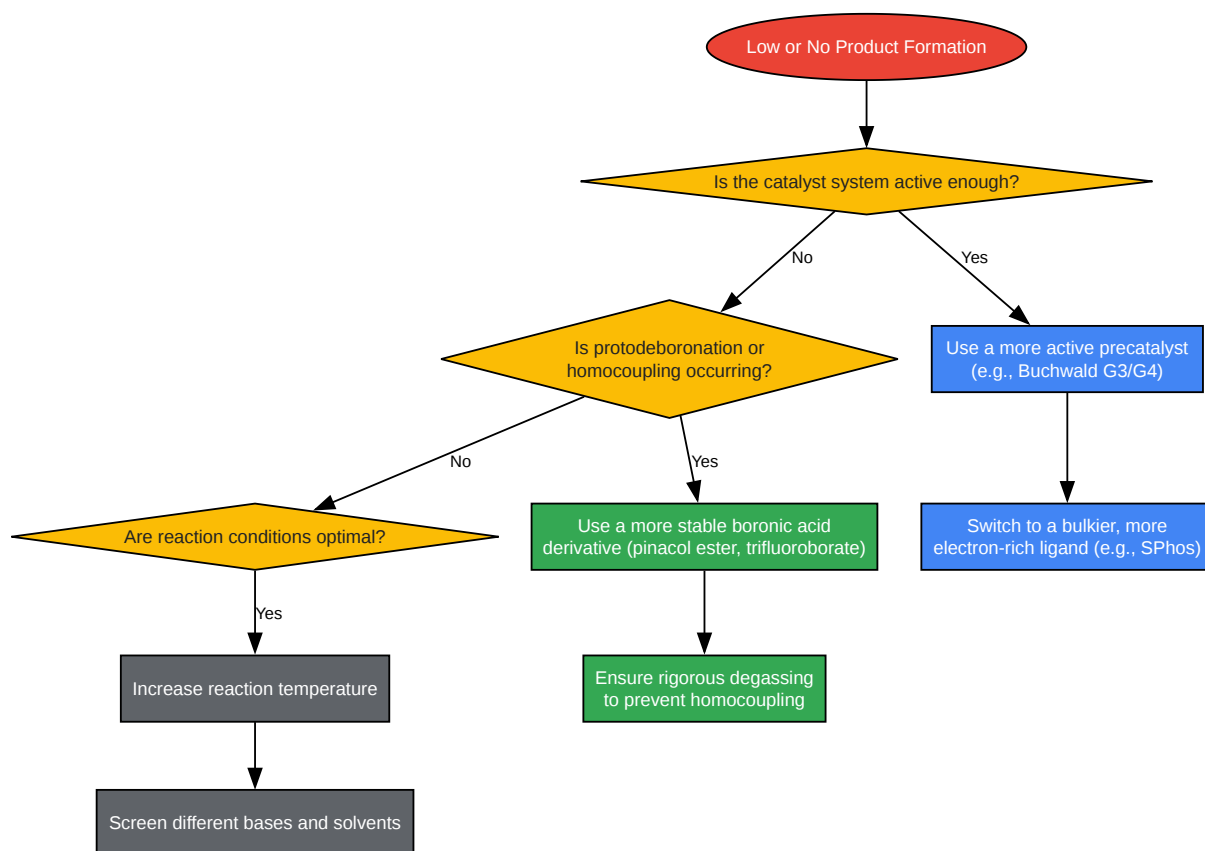 Low or No Product Formation
Is the catalyst system active enough?
No
Yes
Is protodeboronation or
homocoupling occurring?
Use a more active precatalyst
(e.g., Buchwald G3/G4)
No
Yes
Are reaction conditions optimal?
Use a more stable boronic acid
derivative (pinacol ester, trifluoroborate)
Switch to a bulkier, more
electron-rich ligand (e.g., SPhos)
Yes
Increase reaction temperature
Ensure rigorous degassing
to prevent homocoupling
Screen different bases and solvents